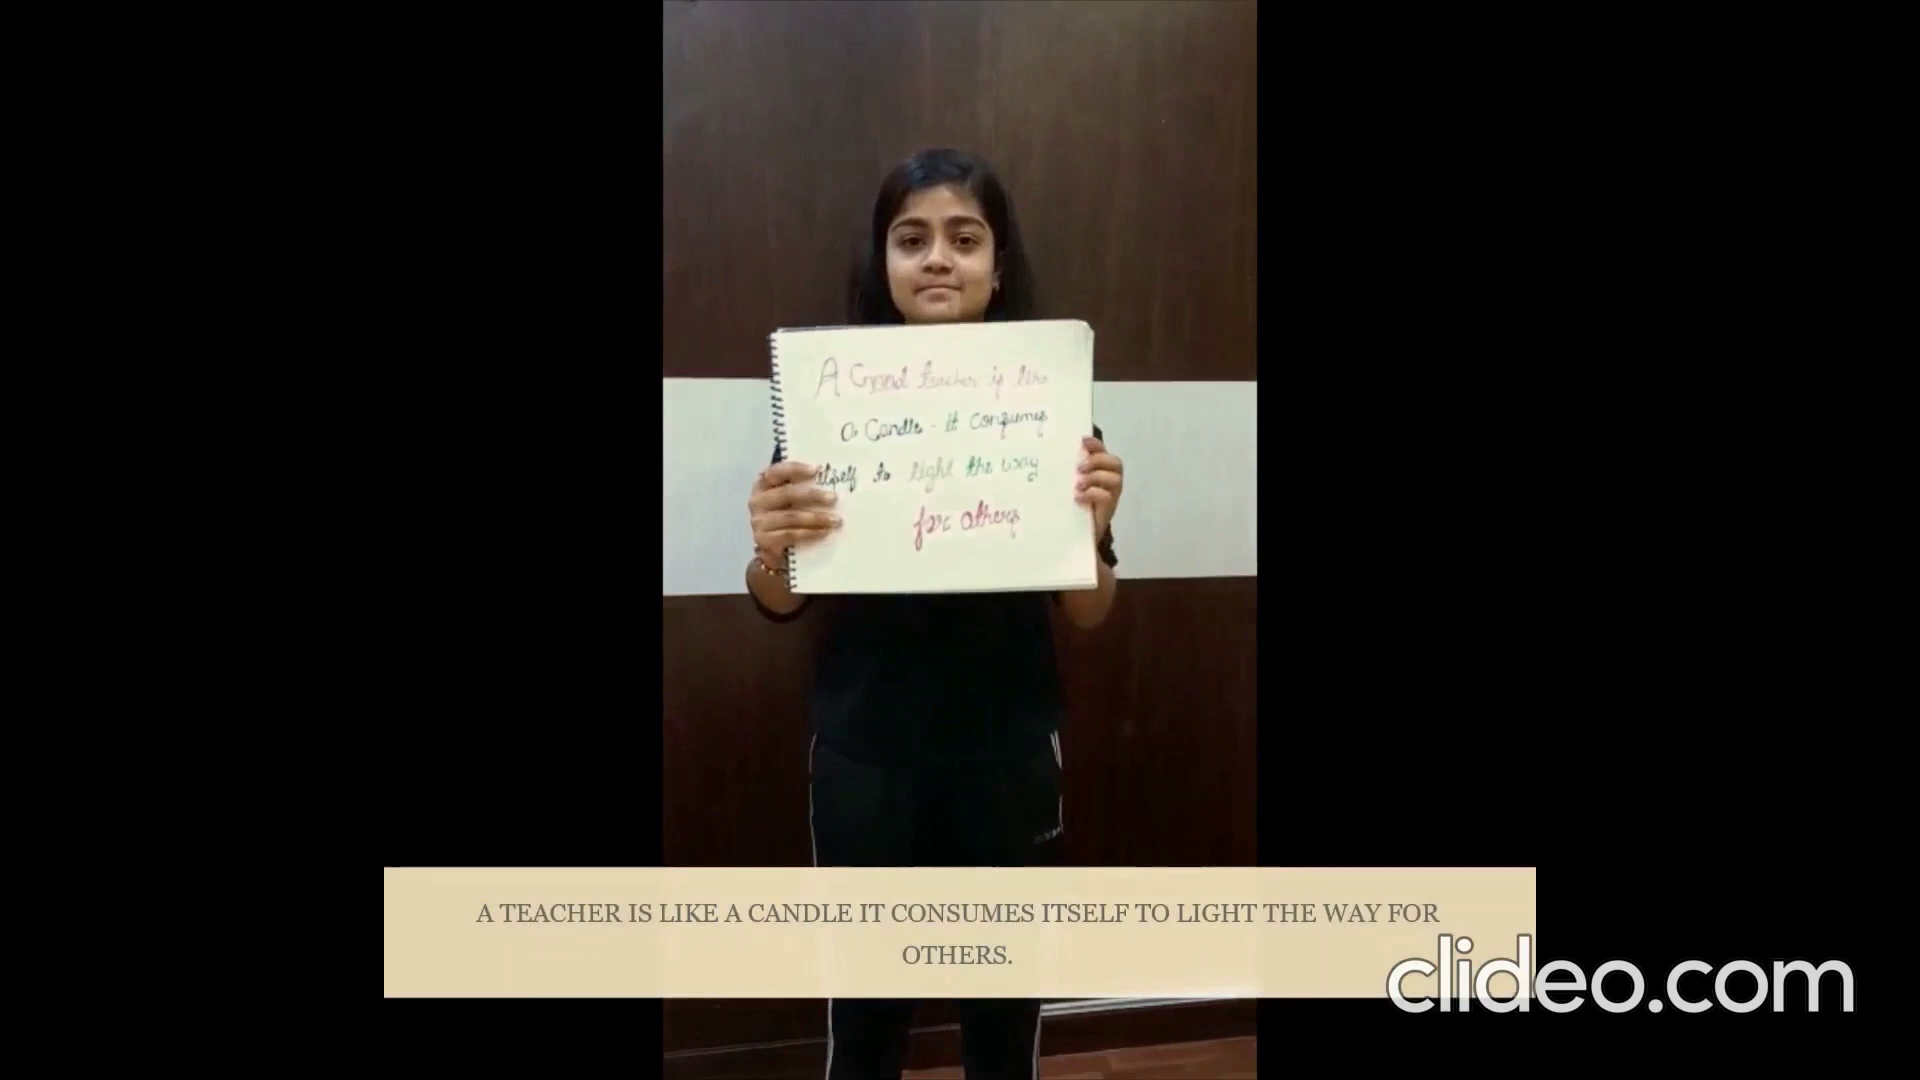 A Good teacher is like
a Candle - it consumes
itself to light the way
for others
A TEACHER IS LIKE A CANDLE IT CONSUMES ITSELF TO LIGHT THE WAY FOR
OTHERS.
clideo.com